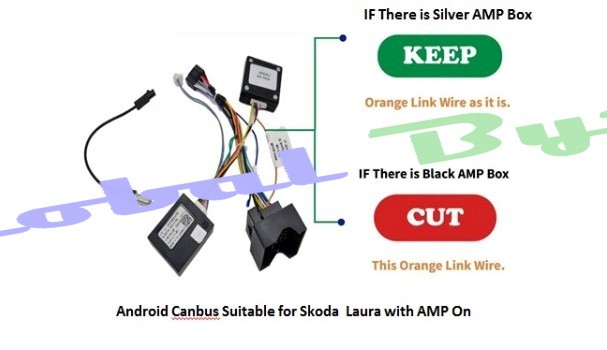 IF There is Silver AMP Box
KEEP
Orange Link Wire as it is.
IF There is Black AMP Box
CUT
This Orange Link Wire.
Android Canbus Suitable for Skoda Laura with AMP On